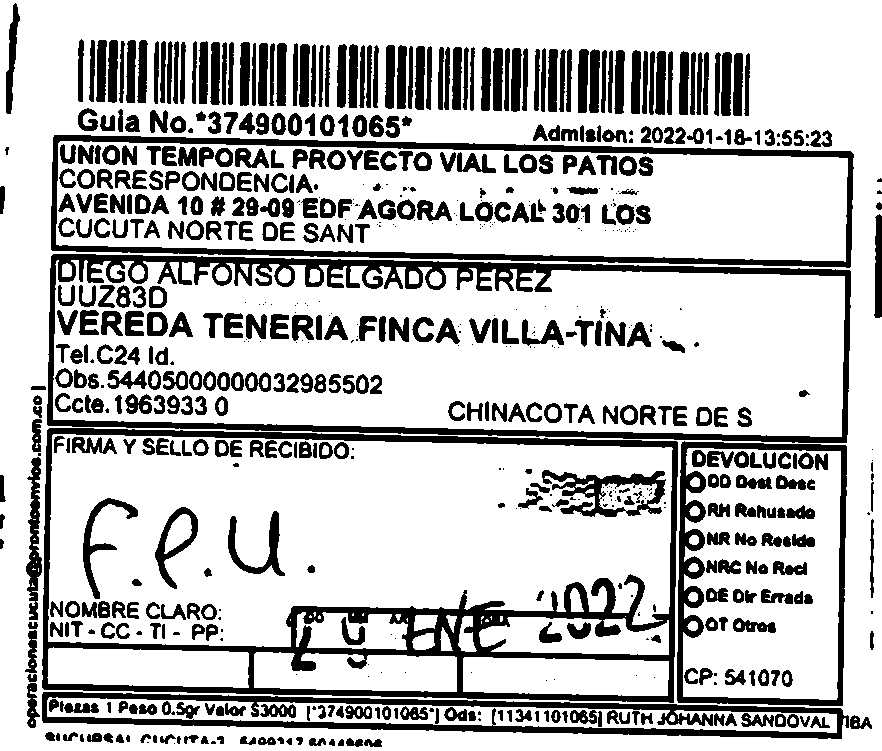 Guia No.*374900101065*
Admision: 2022-01-18-13:55:23
UNION TEMPORAL PROYECTO VIAL LOS PATIOS
CORRESPONDENCIA
AVENIDA 10 # 29-09 EDF AGORA LOCAL 301 LOS
CUCUTA NORTE DE SANT
DIEGO ALFONSO DELGADO PEREZ
UUZ83D
VEREDA TENERIA FINCA VILLA-TINA
Tel.C24 Id.
Obs.54405000000032985502
Ccte.1963933 0
CHINACOTA NORTE DE S
operacionescucuta@prontoenvios.com.co
FIRMA Y SELLO DE RECIBIDO:
F.P.U.
NOMBRE CLARO:
NIT - CC - TI - PP:
ENE 2022
DEVOLUCION
DD Dest Desc
RH Rehusado
NR No Reside
NRC No Recl
DE Dir Errada
OT Otros
CP: 541070
Piezas 1 Peso 0.5gr Valor $3000 [*374900101065*] Ods: [11341101065] RUTH JOHANNA SANDOVAL TIBA